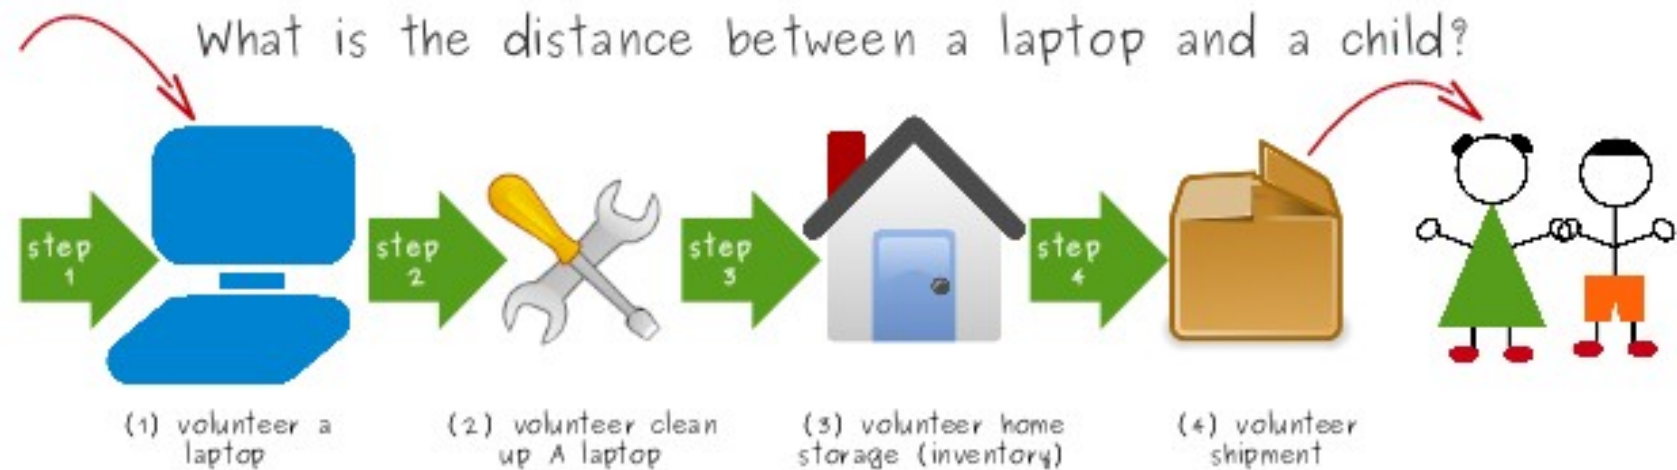 What is the distance between a laptop and a child?
step
1
step
2
step
3
step
4
(1) volunteer a
laptop
(2) volunteer clean
up A laptop
(3) volunteer home
storage (inventory)
(4) volunteer
shipment